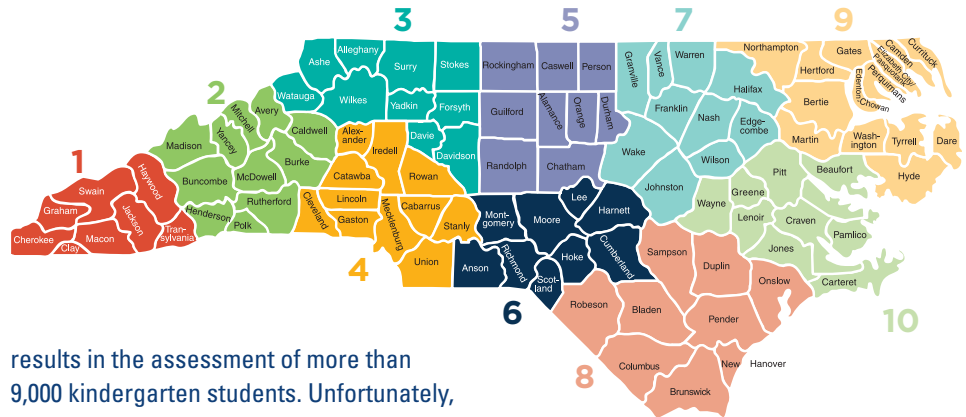 3
5
7
9
Alleghany
Ashe
Surry
Stokes
Rockingham
Caswell
Person
Granville
Vance
Warren
Northampton
Gates
Camden
Currituck
Elizabeth City/
Pasquotank
Perquimans
Hertford
Edenton/
Chowan
Halifax
Watauga
Wilkes
Yadkin
Forsyth
Guilford
Alamance
Orange
Durham
Franklin
Nash
Edge-
combe
Bertie
2
Mitchell
Avery
Yancey
Caldwell
Madison
Alex-
ander
Iredell
Davie
Davidson
Randolph
Chatham
Wake
Wilson
Martin
Wash-
ington
Tyrrell
Dare
Hyde
1
Haywood
Buncombe
McDowell
Burke
Catawba
Rowan
Lee
Johnston
Pitt
Beaufort
Swain
Graham
Jackson
Henderson
Rutherford
Polk
Cleveland
Lincoln
Gaston
Mecklenburg
Cabarrus
Stanly
Mont-
gomery
Moore
Harnett
Wayne
Greene
Lenoir
Craven
Pamlico
Cherokee
Clay
Macon
Tran-
sylvania
4
Union
Anson
Richmond
Scot-
land
Hoke
Cumberland
Sampson
Duplin
Jones
Onslow
Carteret
6
Robeson
Bladen
Pender
10
8
Columbus
New
Hanover
Brunswick
results in the assessment of more than
9,000 kindergarten students. Unfortunately,